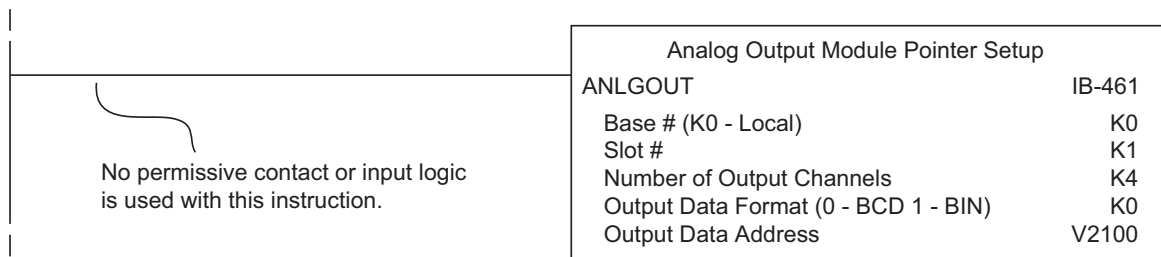 Analog Output Module Pointer Setup
ANLGOUT IB-461
Base # (K0 - Local) K0
Slot # K1
Number of Output Channels K4
Output Data Format (0 - BCD 1 - BIN) K0
Output Data Address V2100
No permissive contact or input logic
is used with this instruction.